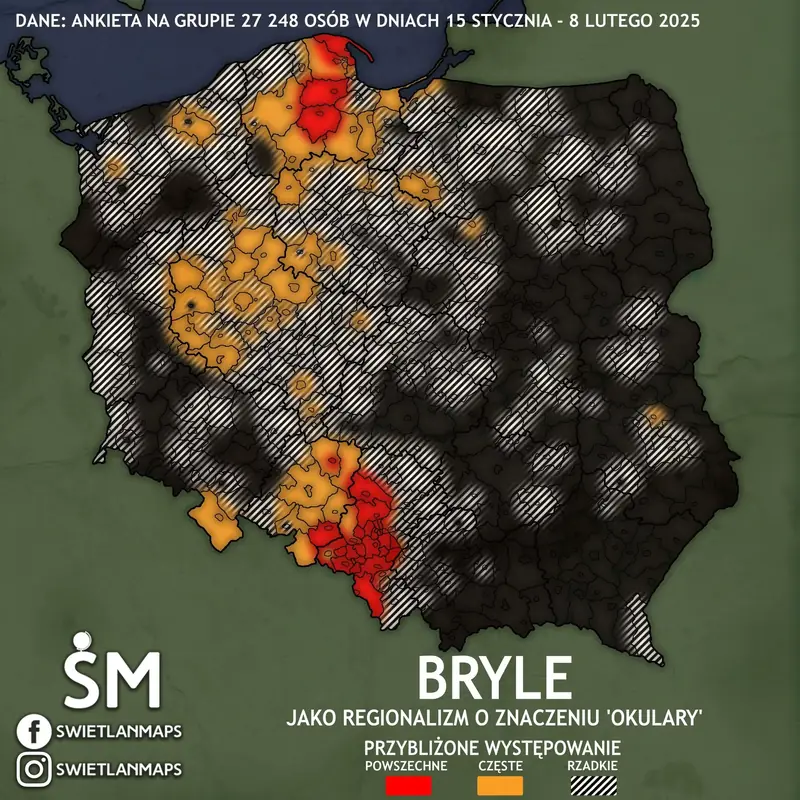 DANE: ANKIETA NA GRUPIE 27 248 OSÓB W DNIACH 15 STYCZNIA - 8 LUTEGO 2025
ŚM
SWIETLANMAPS
SWIETLANMAPS
BRYLE
JAKO REGIONALIZM O ZNACZENIU 'OKULARY'
PRZYBLIŻONE WYSTĘPOWANIE
POWSZECHNE CZĘSTE RZADKIE